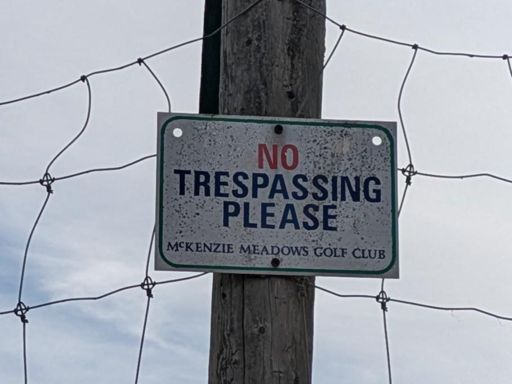 NO
TRESPASSING
PLEASE
McKENZIE MEADOWS GOLF CLUB